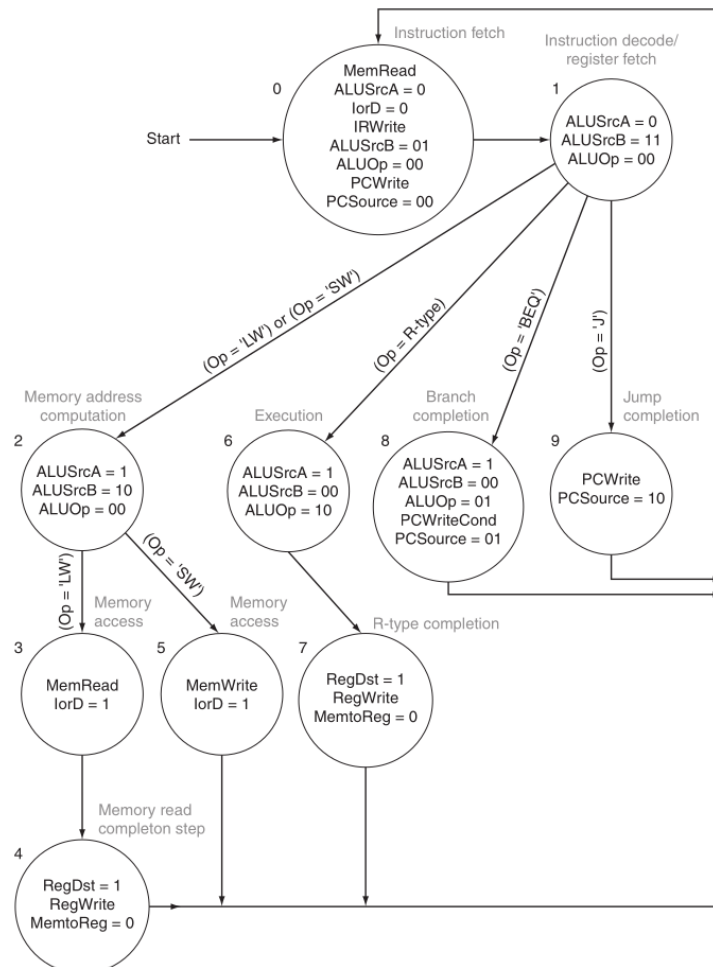 Instruction fetch
Instruction decode/
register fetch
0
MemRead
ALUSrcA = 0
IorD = 0
IRWrite
ALUSrcB = 01
ALUOp = 00
PCWrite
PCSource = 00
1
ALUSrcA = 0
ALUSrcB = 11
ALUOp = 00
Start
(Op = 'LW') or (Op = 'SW')
(Op = R-type)
(Op = 'BEQ')
(Op = 'J')
Memory address
computation
2
ALUSrcA = 1
ALUSrcB = 10
ALUOp = 00
Execution
6
ALUSrcA = 1
ALUSrcB = 00
ALUOp = 10
Branch
completion
8
ALUSrcA = 1
ALUSrcB = 00
ALUOp = 01
PCWriteCond
PCSource = 01
Jump
completion
9
PCWrite
PCSource = 10
(Op = 'LW')
(Op = 'SW')
Memory
access
3
MemRead
IorD = 1
Memory
access
5
MemWrite
IorD = 1
R-type completion
7
RegDst = 1
RegWrite
MemtoReg = 0
Memory read
completon step
4
RegDst = 1
RegWrite
MemtoReg = 0